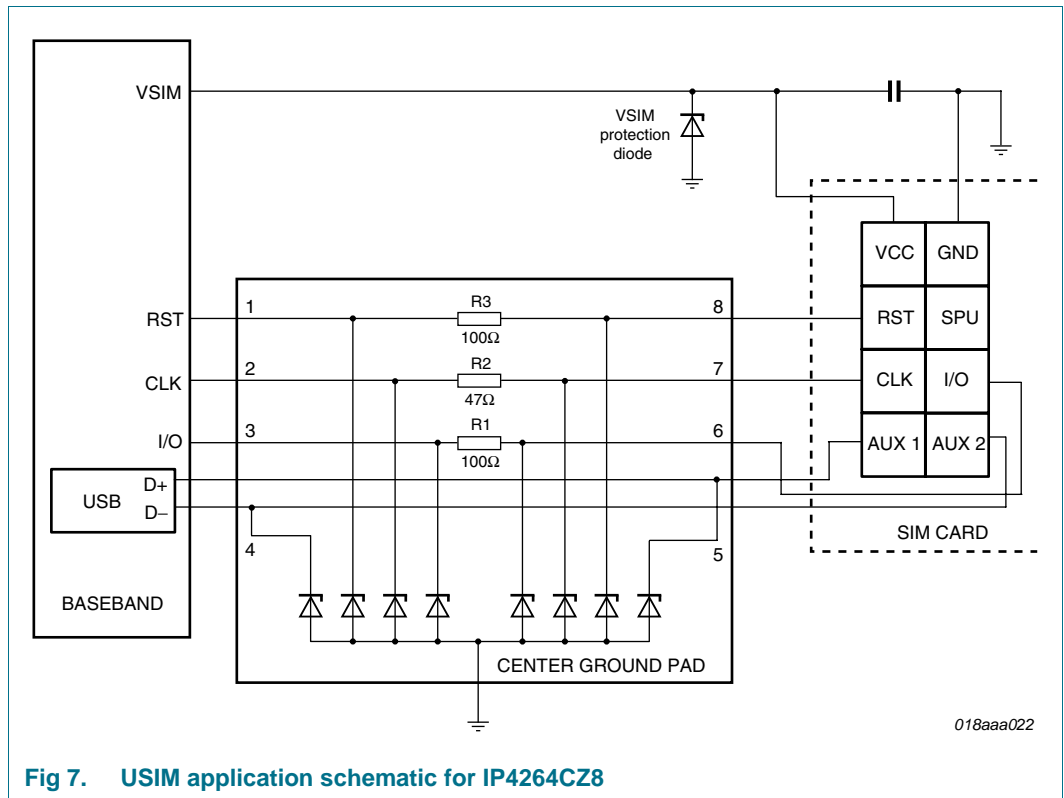 VSIM
VSIM
protection
diode
VCC GND
RST SPU
CLK I/O
AUX 1 AUX 2
SIM CARD
RST 1 R3 8
100Ω
CLK 2 R2 7
47Ω
I/O 3 R1 6
100Ω
USB D+
D−
4 5
BASEBAND
CENTER GROUND PAD
018aaa022
Fig 7. USIM application schematic for IP4264CZ8